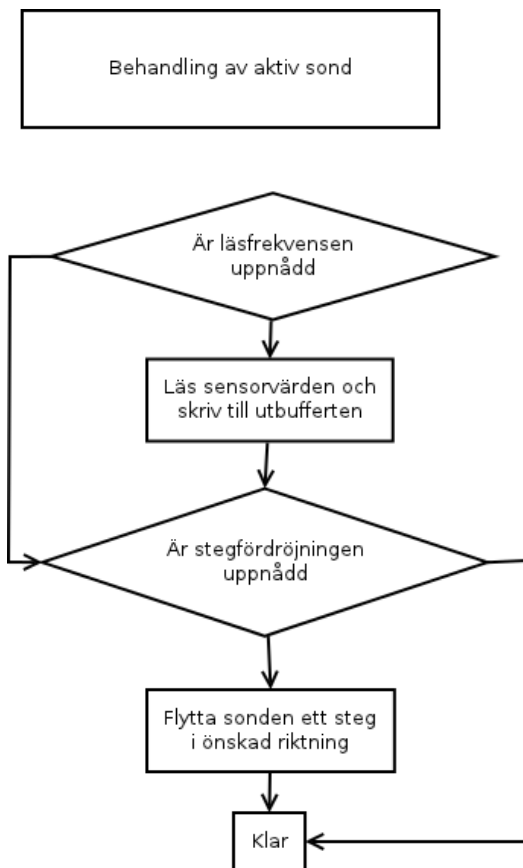 Behandling av aktiv sond
Är läsfrekvensen
uppnådd
Läs sensorvärden och
skriv till utbufferten
Är stegfördröjningen
uppnådd
Flytta sonden ett steg
i önskad riktning
Klar